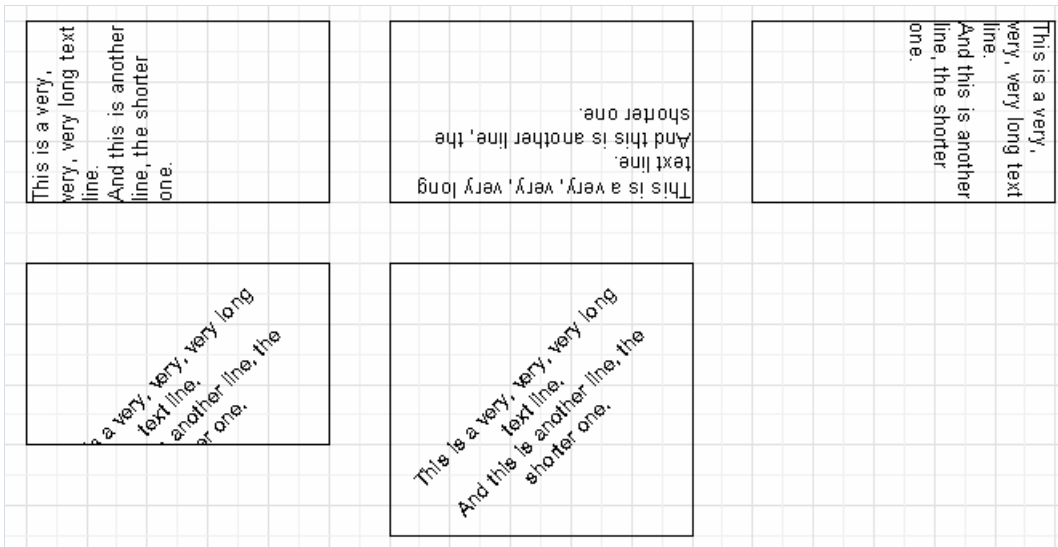 This is a very,
very, very long text
line.
And this is another
line, the shorter
one.
This is a very, very, very long
text line.
And this is another line, the
shorter one.
This is a very,
very, very long text
line.
And this is another
line, the shorter
one.
s a very, very, very long
text line.
another line, the
er one.
This is a very, very, very long
text line.
And this is another line, the
shorter one.